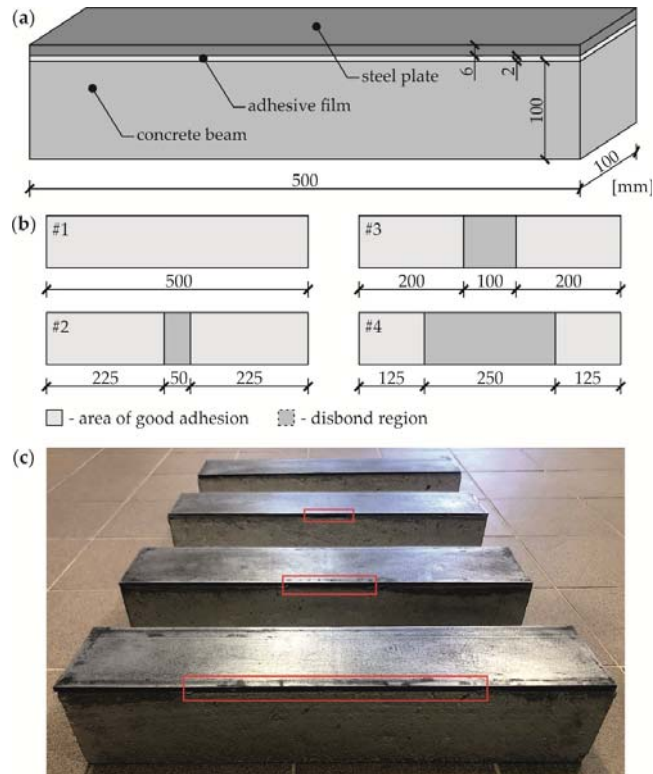 (a)
steel plate
6
2
adhesive film
100
concrete beam
100
500
[mm]
(b)
#1
500
#3
200 100 200
#2
225 50 225
#4
125 250 125
- area of good adhesion - disbond region
(c)